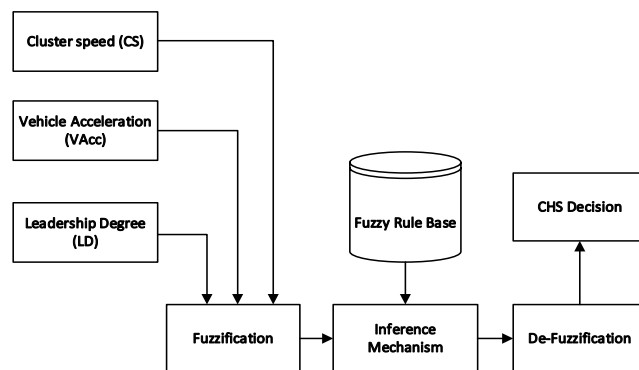 Cluster speed (CS)
Vehicle Acceleration
(VAcc)
Leadership Degree
(LD)
Fuzzy Rule Base
CHS Decision
Fuzzification
Inference
Mechanism
De-Fuzzification